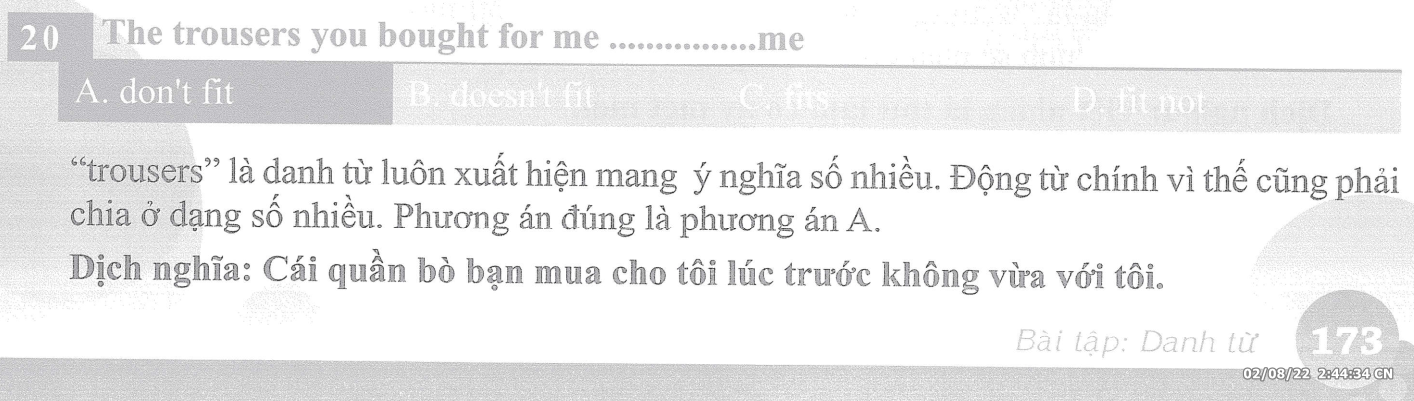 20 The trousers you bought for me ................me
A. don't fit B. doesn't fit C. fits D. fit not
“trousers” là danh từ luôn xuất hiện mang ý nghĩa số nhiều. Động từ chính vì thế cũng phải
chia ở dạng số nhiều. Phương án đúng là phương án A.
Dịch nghĩa: Cái quần bò bạn mua cho tôi lúc trước không vừa với tôi.
Bài tập: Danh từ 173
02/08/22 2:44:34 CN